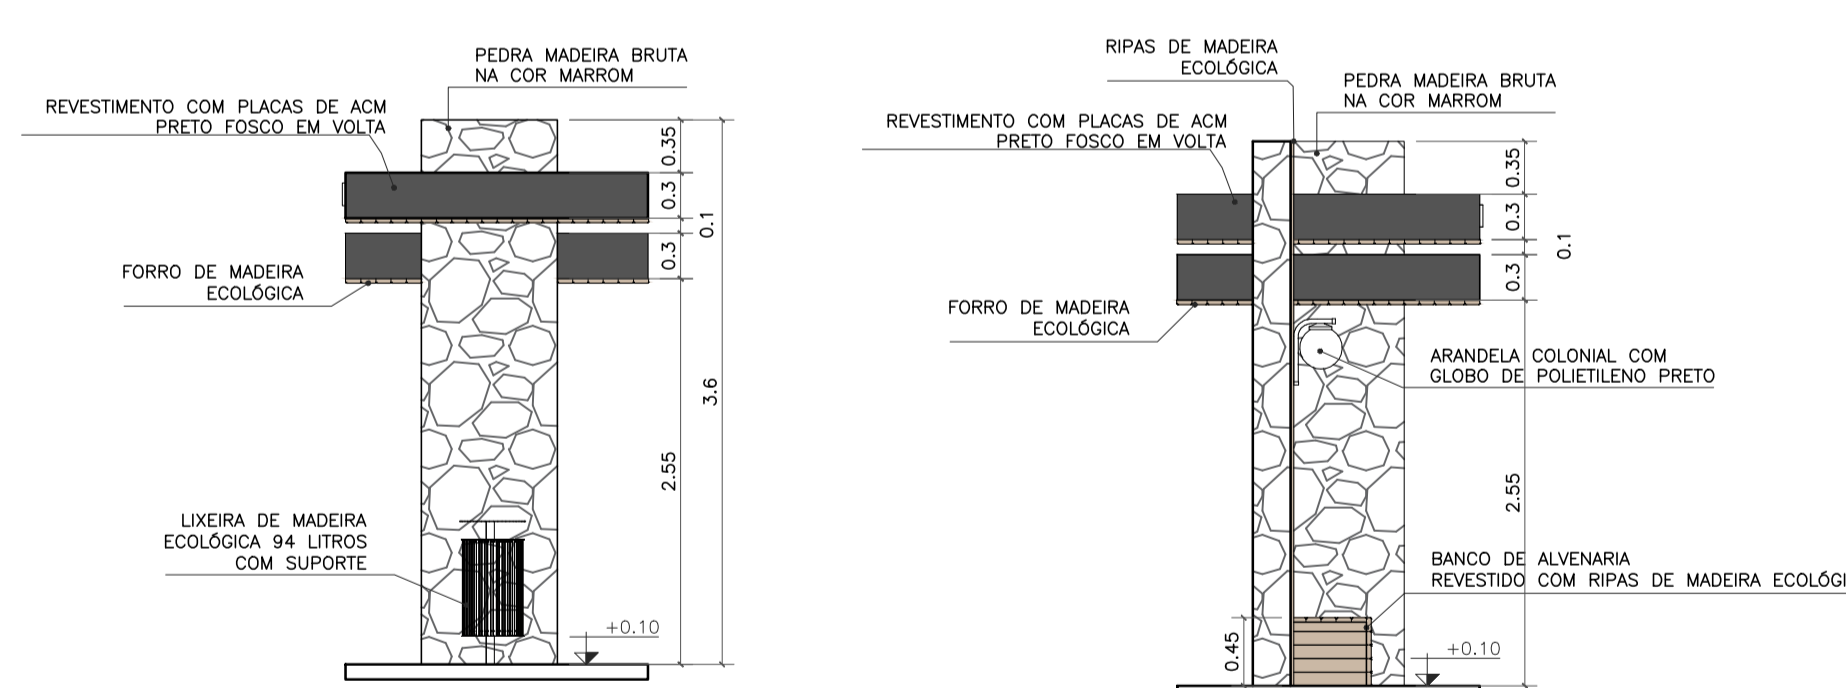 PEDRA MADEIRA BRUTA
NA COR MARROM
REVESTIMENTO COM PLACAS DE ACM
PRETO FOSCO EM VOLTA
0.35
0.3
0.1
0.3
FORRO DE MADEIRA
ECOLÓGICA
3.6
2.55
LIXEIRA DE MADEIRA
ECOLÓGICA 94 LITROS
COM SUPORTE
+0.10
RIPAS DE MADEIRA
ECOLÓGICA
PEDRA MADEIRA BRUTA
NA COR MARROM
REVESTIMENTO COM PLACAS DE ACM
PRETO FOSCO EM VOLTA
0.35
0.3
0.1
0.3
FORRO DE MADEIRA
ECOLÓGICA
ARANDELA COLONIAL COM
GLOBO DE POLIETILENO PRETO
2.55
BANCO DE ALVENARIA
REVESTIDO COM RIPAS DE MADEIRA ECOLÓGI
0.45
+0.10